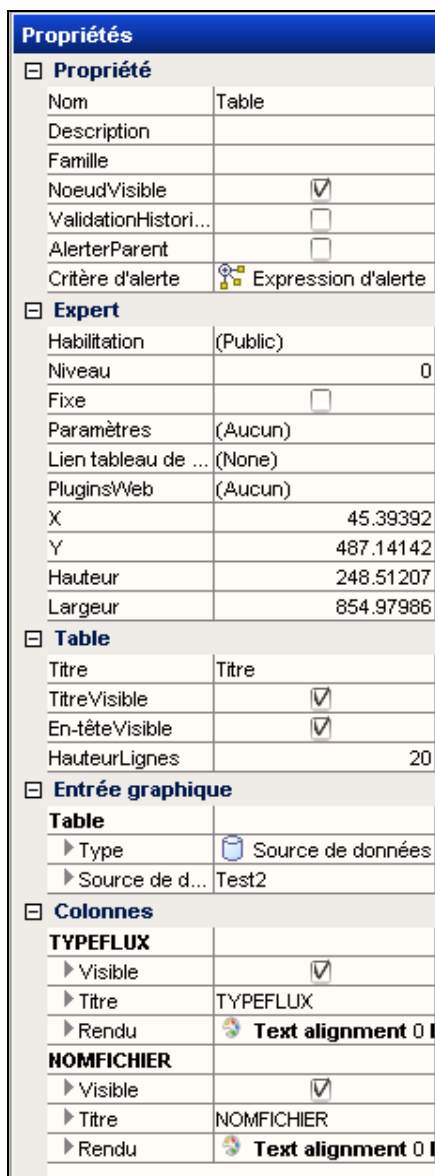 Propriétés
Propriété
Nom Table
Description
Famille
NoeudVisible
ValidationHistori...
AlerterParent
Critère d'alerte Expression d'alerte
Expert
Habilitation (Public)
Niveau 0
Fixe
Paramètres (Aucun)
Lien tableau de ... (None)
PluginsWeb (Aucun)
X 45.39392
Y 487.14142
Hauteur 248.51207
Largeur 854.97986
Table
Titre Titre
TitreVisible
En-têteVisible
HauteurLignes 20
Entrée graphique
Table
Type Source de données
Source de d... Test2
Colonnes
TYPEFLUX
Visible
Titre TYPEFLUX
Rendu Text alignment 0
NOMFICHIER
Visible
Titre NOMFICHIER
Rendu Text alignment 0